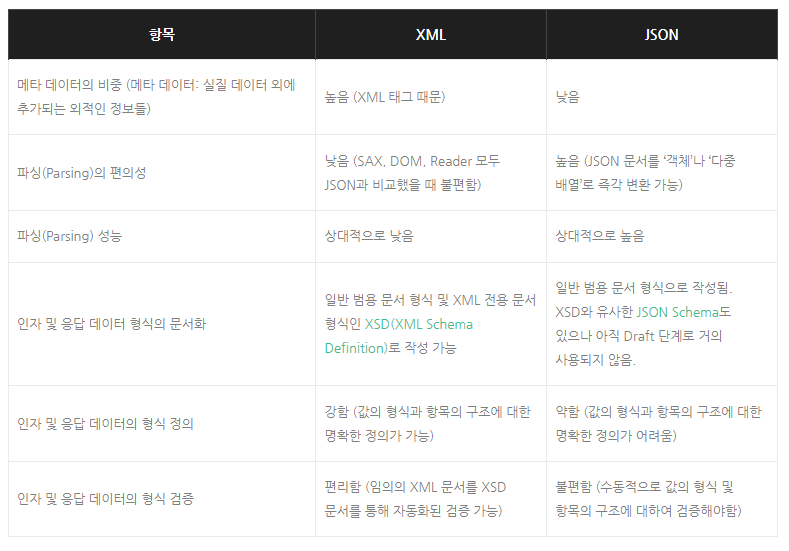 항목
XML
JSON
메타 데이터의 비중 (메타 데이터: 실질 데이터 외에
추가되는 외적인 정보들)
높음 (XML 태그 때문)
낮음
파싱(Parsing)의 편의성
낮음 (SAX, DOM, Reader 모두
JSON과 비교했을 때 불편함)
높음 (JSON 문서를 ‘객체’나 ‘다중
배열’로 즉각 변환 가능)
파싱(Parsing) 성능
상대적으로 낮음
상대적으로 높음
인자 및 응답 데이터 형식의 문서화
일반 범용 문서 형식 및 XML 전용 문서
형식인 XSD(XML Schema
Definition)로 작성 가능
일반 범용 문서 형식으로 작성됨.
XSD와 유사한 JSON Schema도
있으나 아직 Draft 단계로 거의
사용되지 않음.
인자 및 응답 데이터의 형식 정의
강함 (값의 형식과 항목의 구조에 대한
명확한 정의가 가능)
약함 (값의 형식과 항목의 구조에 대한
명확한 정의가 어려움)
인자 및 응답 데이터의 형식 검증
편리함 (임의의 XML 문서를 XSD
문서를 통해 자동화된 검증 가능)
불편함 (수동적으로 값의 형식 및
항목의 구조에 대하여 검증해야함)